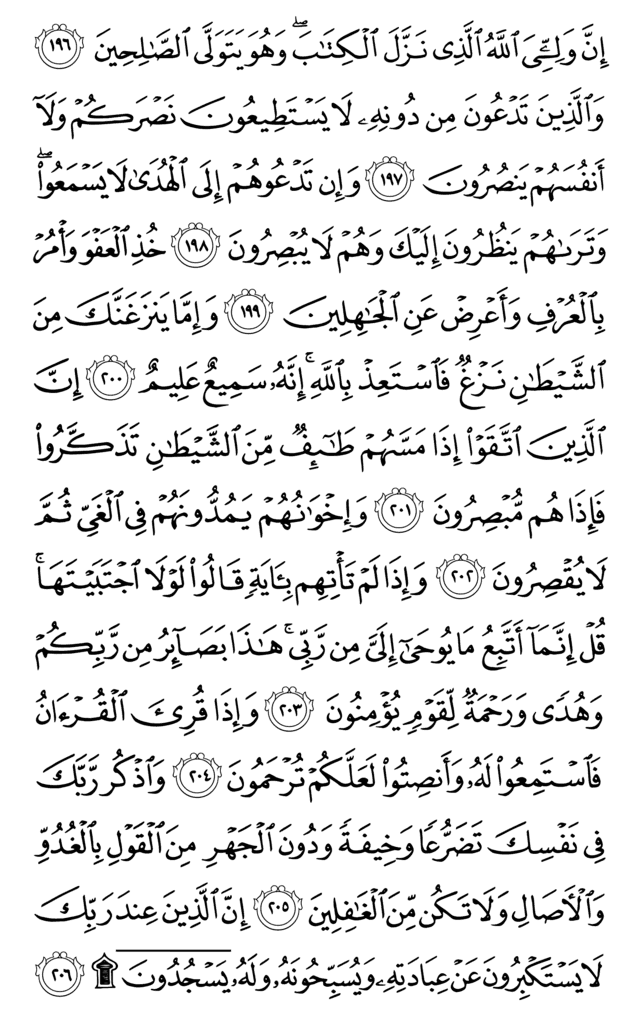 إِنَّ وَلِـِّۧيَ ٱللَّهُ ٱلَّذِي نَزَّلَ ٱلۡكِتَٰبَۖ وَهُوَ يَتَوَلَّى ٱلصَّٰلِحِينَ ١٩٦
وَٱلَّذِينَ تَدۡعُونَ مِن دُونِهِۦ لَا يَسۡتَطِيعُونَ نَصۡرَكُمۡ وَلَآ
أَنفُسَهُمۡ يَنصُرُونَ ١٩٧ وَإِن تَدۡعُوهُمۡ إِلَى ٱلۡهُدَىٰ لَا يَسۡمَعُواْۖ
وَتَرَىٰهُمۡ يَنظُرُونَ إِلَيۡكَ وَهُمۡ لَا يُبۡصِرُونَ ١٩٨ خُذِ ٱلۡعَفۡوَ وَأۡمُرۡ
بِٱلۡعُرۡفِ وَأَعۡرِضۡ عَنِ ٱلۡجَٰهِلِينَ ١٩٩ وَإِمَّا يَنزَغَنَّكَ مِنَ
ٱلشَّيۡطَٰنِ نَزۡغٞ فَٱسۡتَعِذۡ بِٱللَّهِۚ إِنَّهُۥ سَمِيعٌ عَلِيمٌ ٢٠٠ إِنَّ
ٱلَّذِينَ ٱتَّقَوۡاْ إِذَا مَسَّهُمۡ طَٰٓئِفٞ مِّنَ ٱلشَّيۡطَٰنِ تَذَكَّرُواْ
فَإِذَا هُم مُّبۡصِرُونَ ٢٠١ وَإِخۡوَٰنُهُمۡ يَمُدُّونَهُمۡ فِي ٱلۡغَيِّ ثُمَّ
لَا يُقۡصِرُونَ ٢٠٢ وَإِذَا لَمۡ تَأۡتِهِم بِـَٔايَةٖ قَالُواْ لَوۡلَا ٱجۡتَبَيۡتَهَاۚ
قُلۡ إِنَّمَآ أَتَّبِعُ مَا يُوحَىٰٓ إِلَيَّ مِن رَّبِّيۚ هَٰذَا بَصَآئِرُ مِن رَّبِّكُمۡ
وَهُدٗى وَرَحۡمَةٞ لِّقَوۡمٖ يُؤۡمِنُونَ ٢٠٣ وَإِذَا قُرِئَ ٱلۡقُرۡءَانُ
فَٱسۡتَمِعُواْ لَهُۥ وَأَنصِتُواْ لَعَلَّكُمۡ تُرۡحَمُونَ ٢٠٤ وَٱذۡكُر رَّبَّكَ
فِي نَفۡسِكَ تَضَرُّعٗا وَخِيفَةٗ وَدُونَ ٱلۡجَهۡرِ مِنَ ٱلۡقَوۡلِ بِٱلۡغُدُوِّ
وَٱلۡأٓصَالِ وَلَا تَكُن مِّنَ ٱلۡغَٰفِلِينَ ٢٠٥ إِنَّ ٱلَّذِينَ عِندَ رَبِّكَ
لَا يَسۡتَكۡبِرُونَ عَنۡ عِبَادَتِهِۦ وَيُسَبِّحُونَهُۥ وَلَهُۥ يَسۡجُدُونَۤ ۩ ٢٠٦